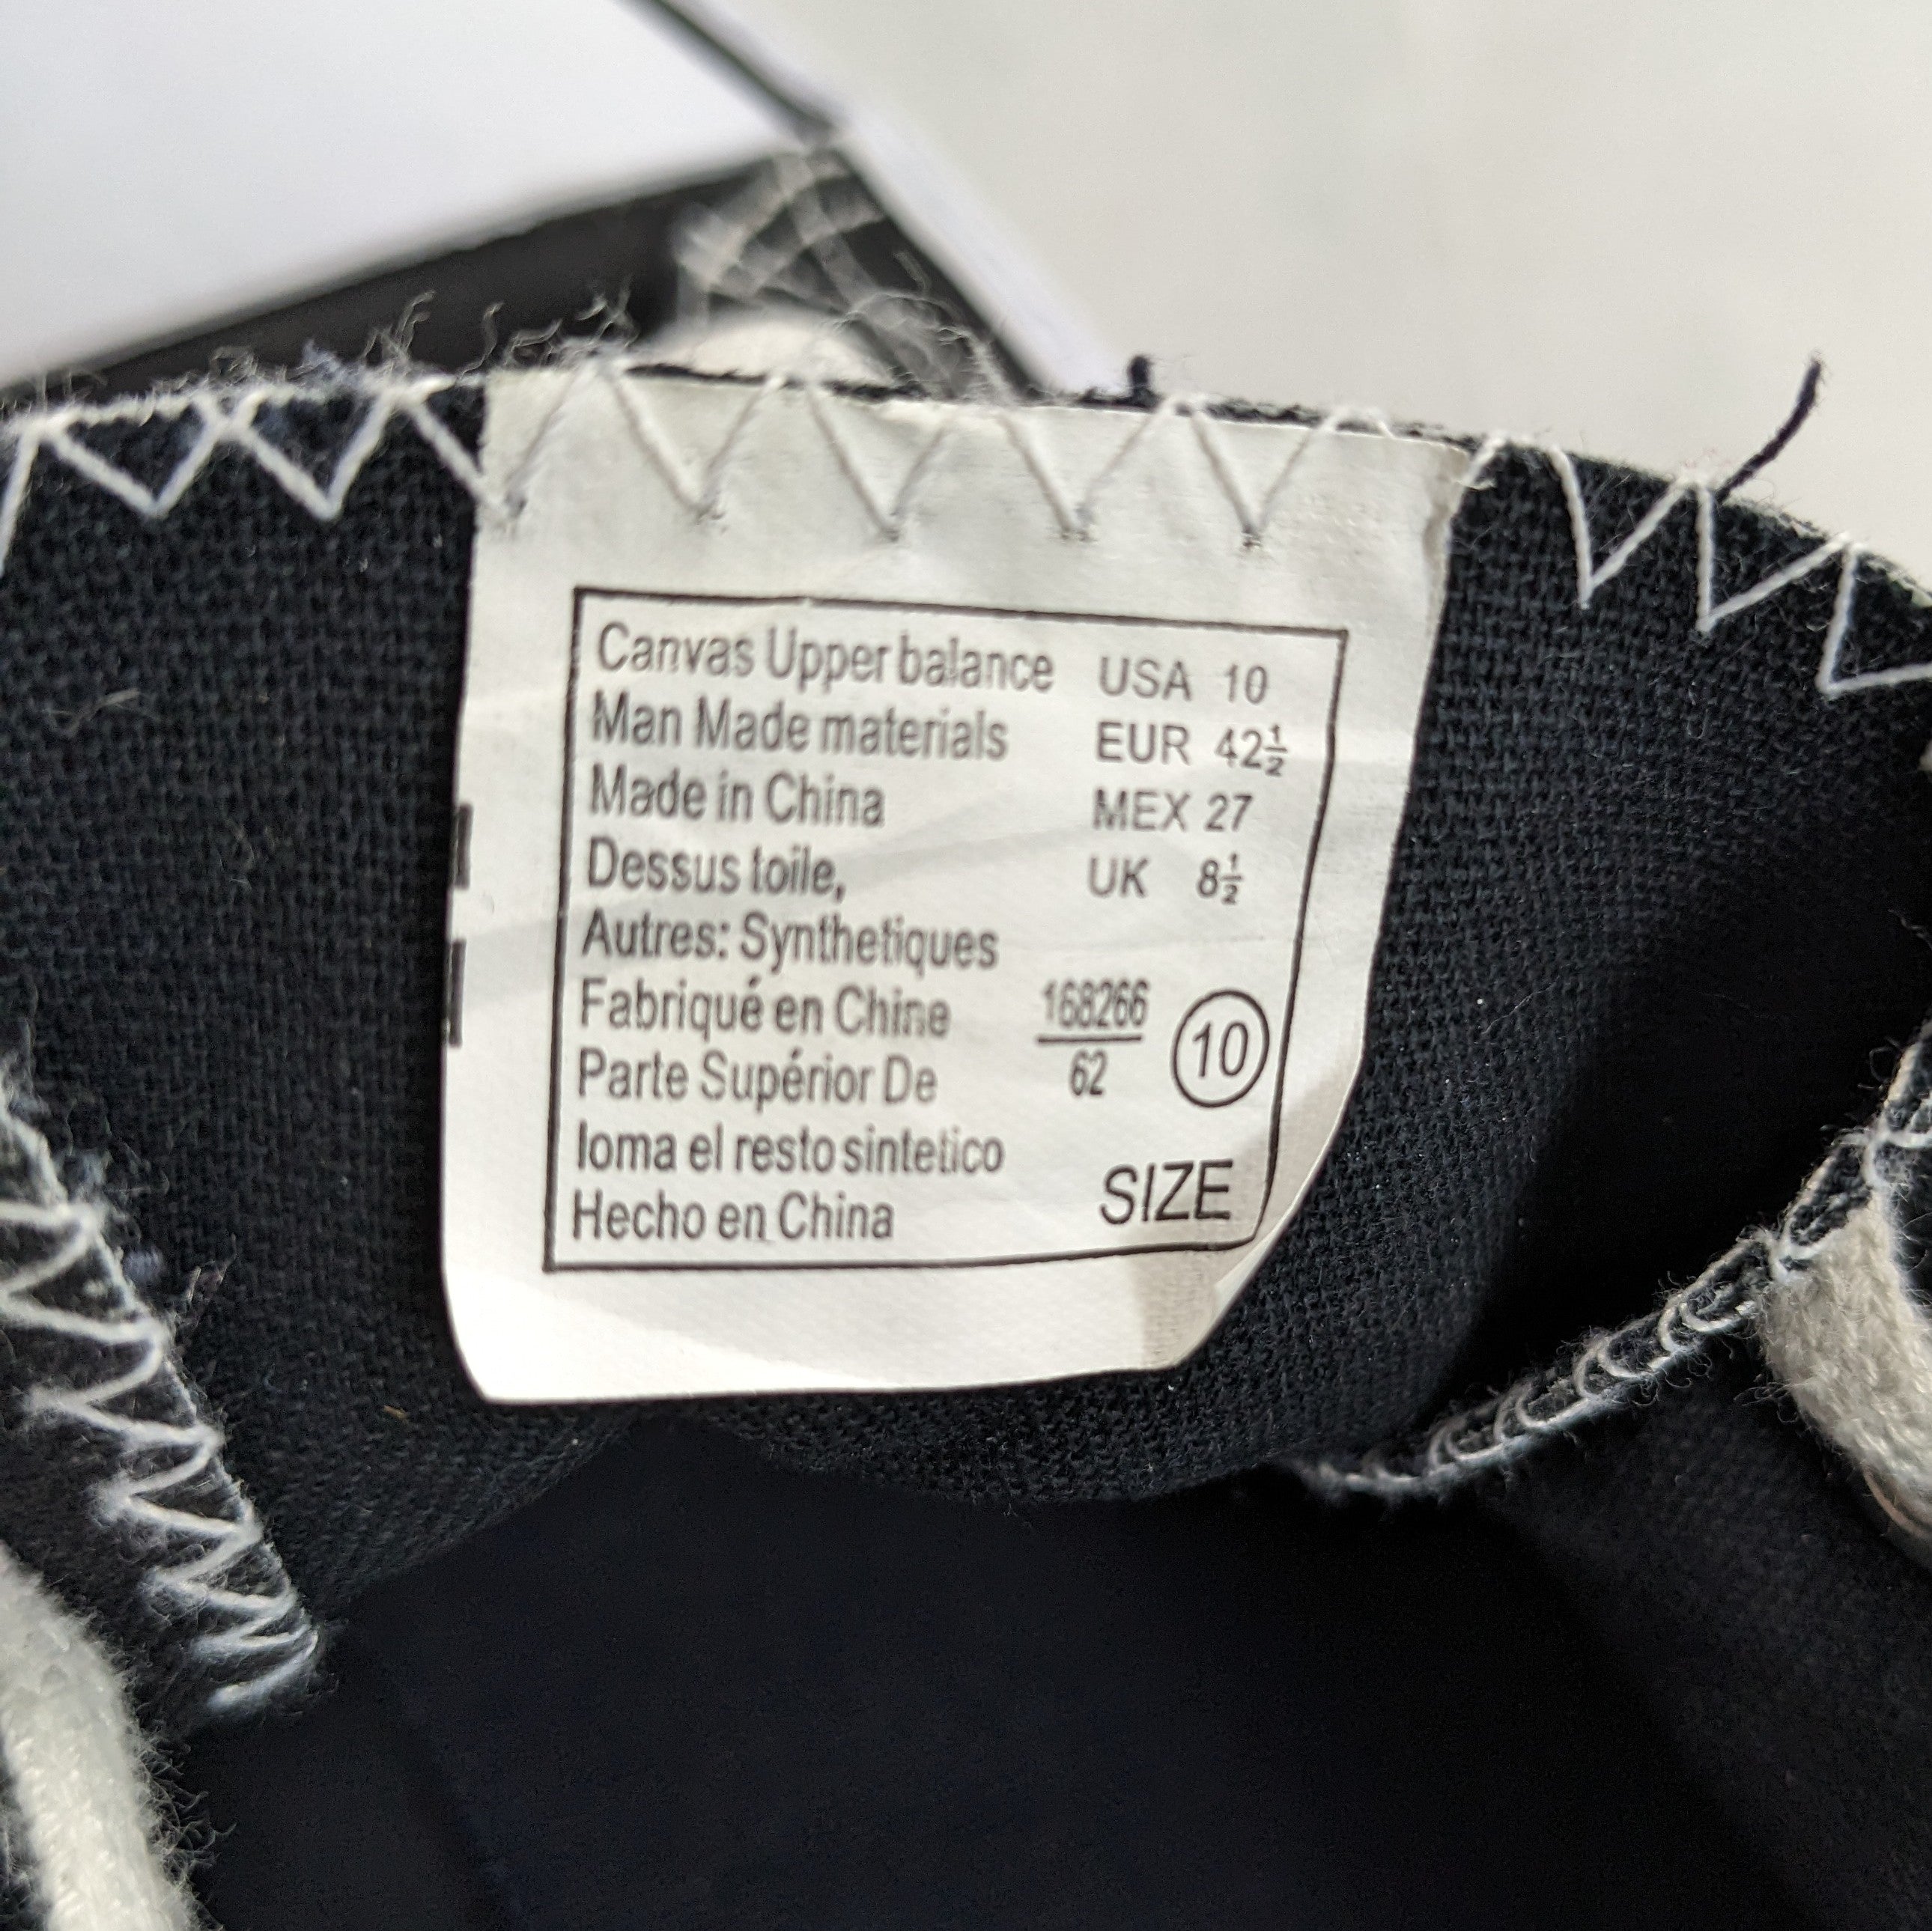 Canvas Upper balance
Man Made materials
Made in China
Dessus toile,
Autres: Synthetiques
Fabriqué en Chine
Parte Supérior De
loma el resto sintetico
Hecho en China
USA 10
EUR 42½
MEX 27
UK 8½
168266
62
10
SIZE